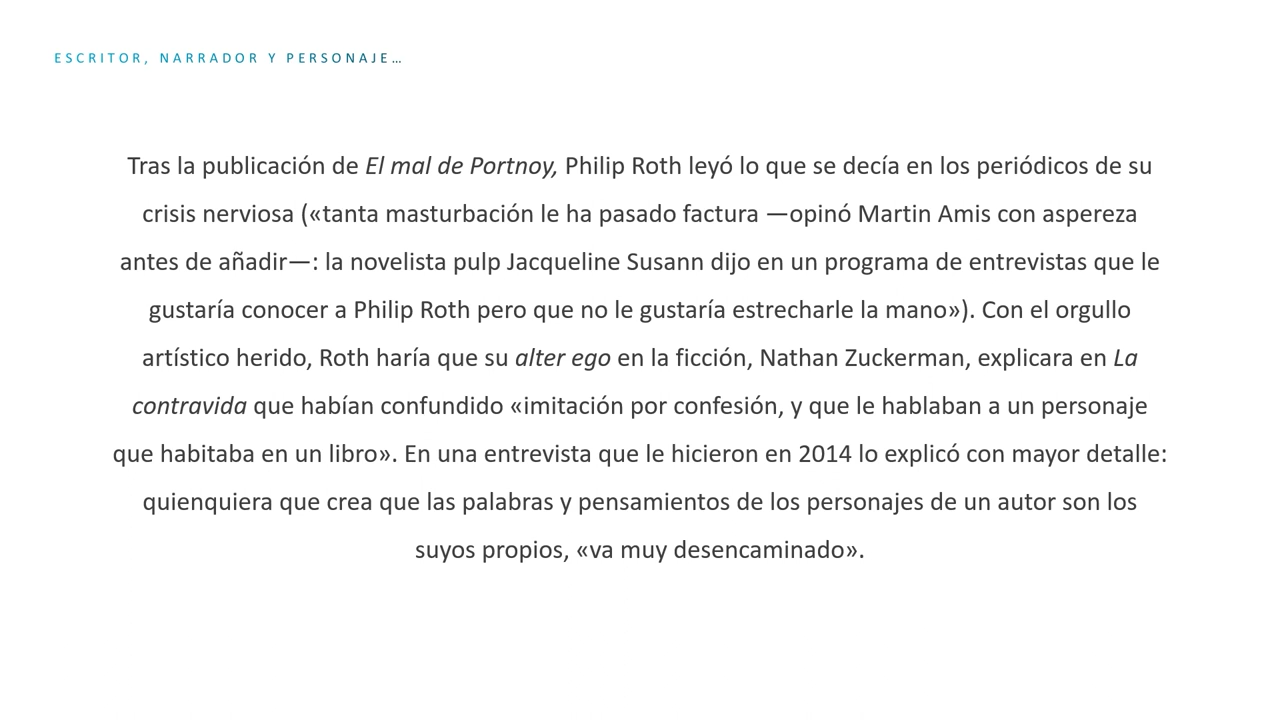 ESCRITOR, NARRADOR Y PERSONAJE…
Tras la publicación de El mal de Portnoy, Philip Roth leyó lo que se decía en los periódicos de su
crisis nerviosa («tanta masturbación le ha pasado factura —opinó Martin Amis con aspereza
antes de añadir—: la novelista pulp Jacqueline Susann dijo en un programa de entrevistas que le
gustaría conocer a Philip Roth pero que no le gustaría estrecharle la mano»). Con el orgullo
artístico herido, Roth haría que su alter ego en la ficción, Nathan Zuckerman, explicara en La
contravida que habían confundido «imitación por confesión, y que le hablaban a un personaje
que habitaba en un libro». En una entrevista que le hicieron en 2014 lo explicó con mayor detalle:
quienquiera que crea que las palabras y pensamientos de los personajes de un autor son los
suyos propios, «va muy desencaminado».